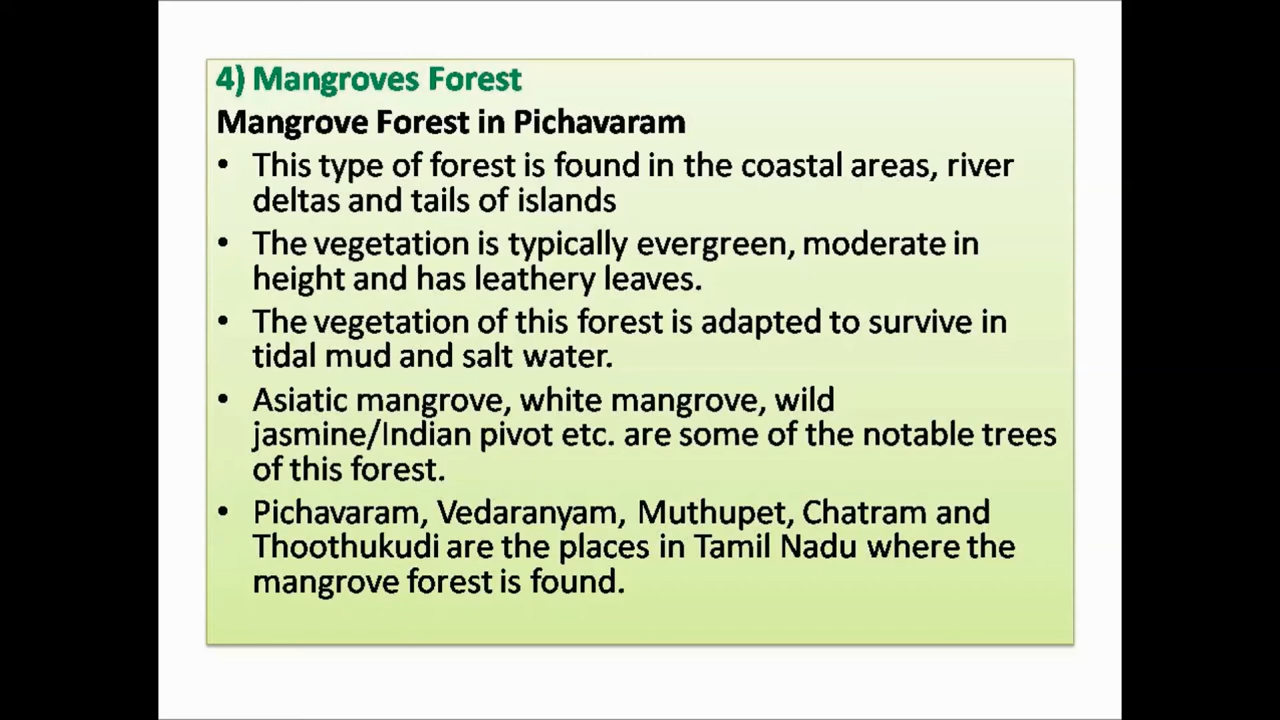 4) Mangroves Forest
Mangrove Forest in Pichavaram
• This type of forest is found in the coastal areas, river
deltas and tails of islands
• The vegetation is typically evergreen, moderate in
height and has leathery leaves.
• The vegetation of this forest is adapted to survive in
tidal mud and salt water.
• Asiatic mangrove, white mangrove, wild
jasmine/Indian pivot etc. are some of the notable trees
of this forest.
• Pichavaram, Vedaranyam, Muthupet, Chatram and
Thoothukudi are the places in Tamil Nadu where the
mangrove forest is found.